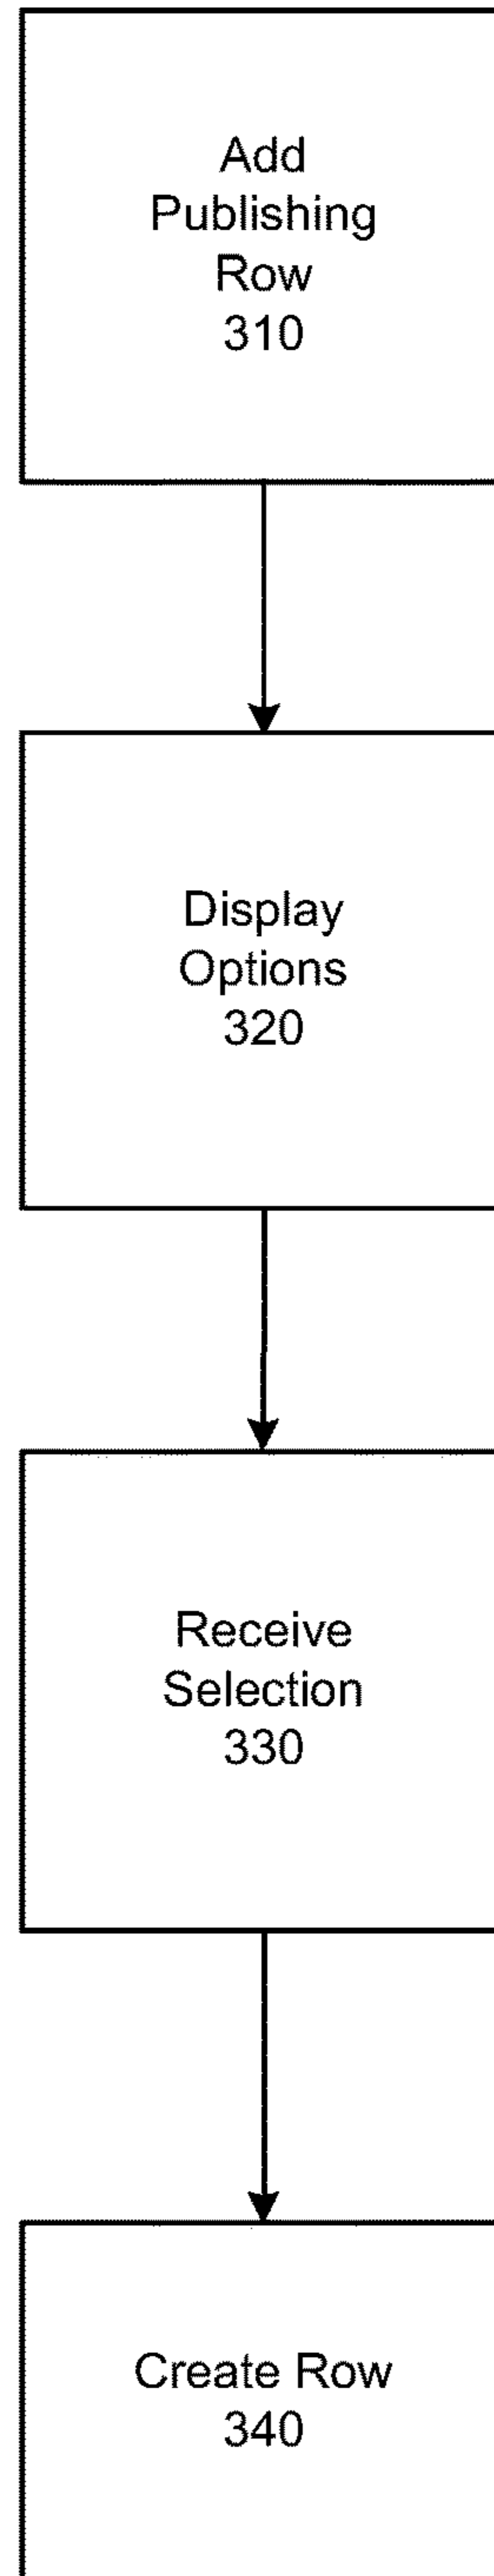 Add
Publishing
Row
310
Display
Options
320
Receive
Selection
330
Create Row
340